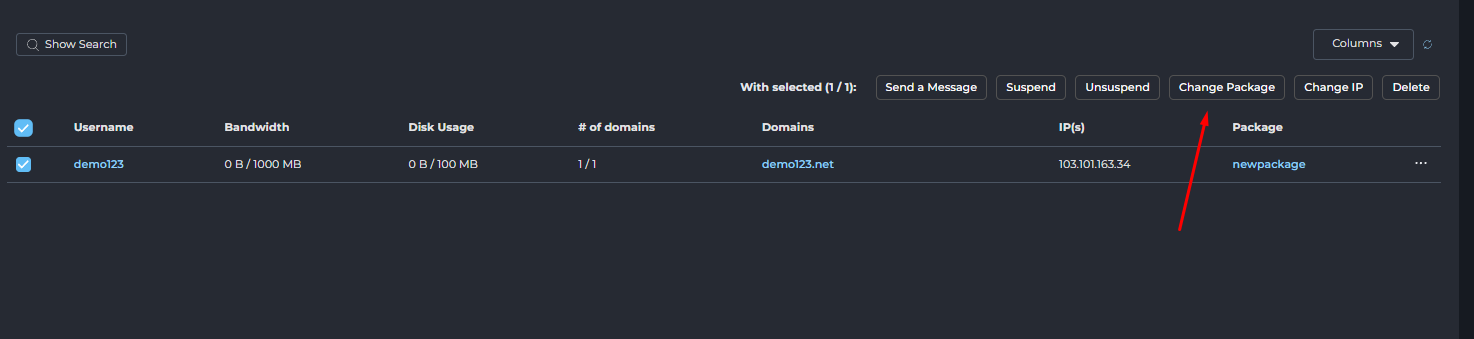 Show Search
Columns
With selected (1 / 1): Send a Message Suspend Unsuspend Change Package Change IP Delete
Username Bandwidth Disk Usage # of domains Domains IP(s) Package
demo123 0 B / 1000 MB 0 B / 100 MB 1 / 1 demo123.net 103.101.163.34 newpackage ...